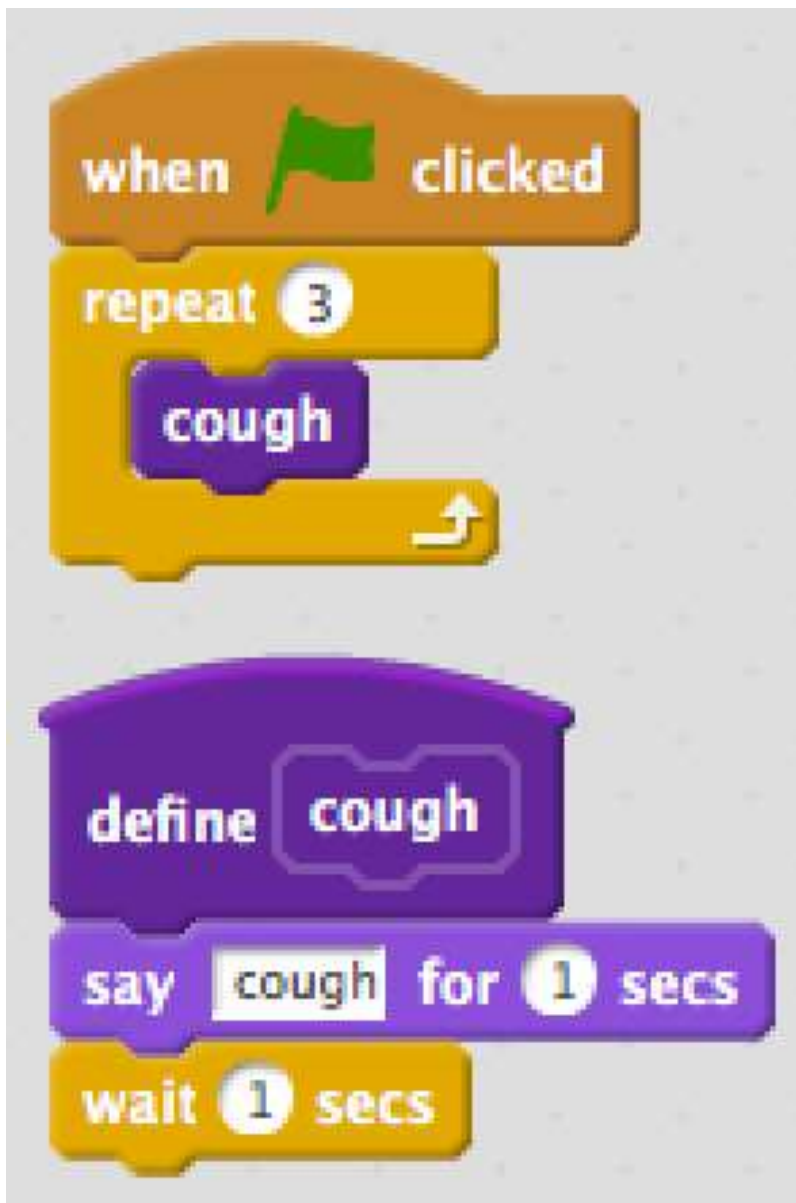 when clicked
repeat 3
cough
define cough
say cough for 1 secs
wait 1 secs